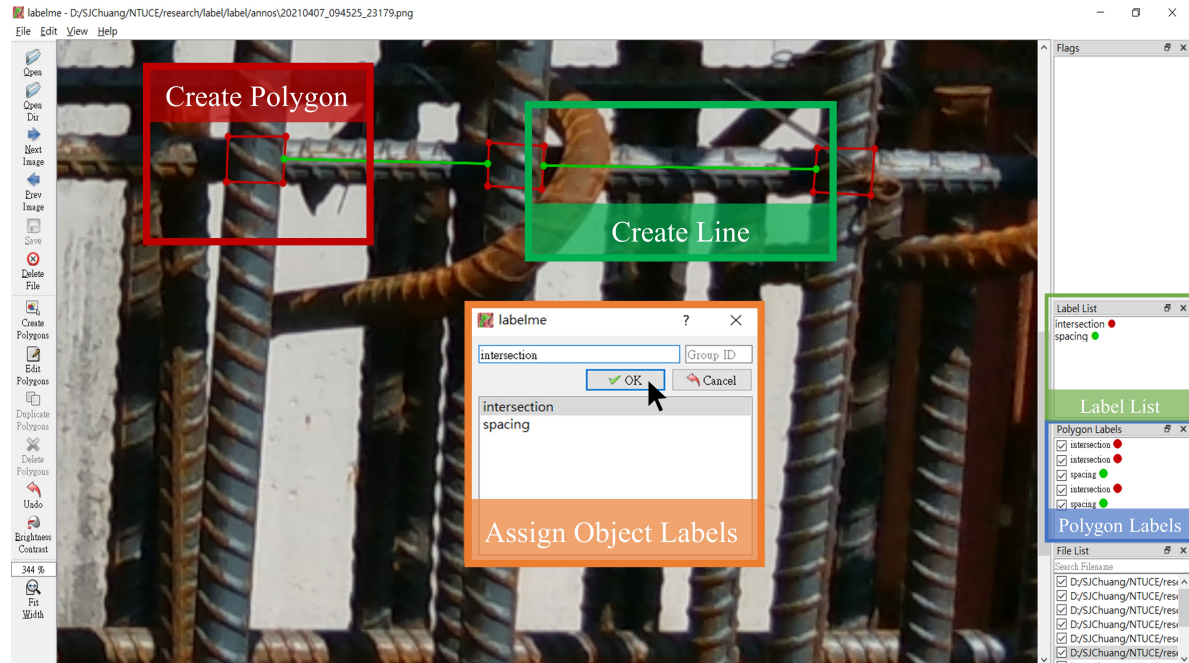 labelme - D:/SJChuang/NTUCE/research/label/label/annos\20210407_094525_23179.png
File Edit View Help
Open
Open
Dir
Next
Image
Prev
Image
Save
Delete
File
Create
Polygons
Edit
Polygons
Duplicate
Polygons
Delete
Polygons
Undo
Brightness
Contrast
344 %
Fit
Width
Create Polygon
Create Line
labelme ? ×
intersection Group ID
OK Cancel
intersection
spacing
Assign Object Labels
Flags
Label List
intersection
spacing
Label List
Polygon Labels
intersection
intersection
spacing
intersection
spacing
Polygon Labels
File List
Search Filename
D:/SJChuang/NTUCE/rese
D:/SJChuang/NTUCE/rese
D:/SJChuang/NTUCE/rese
D:/SJChuang/NTUCE/rese
D:/SJChuang/NTUCE/rese
D:/SJChuang/NTUCE/rese